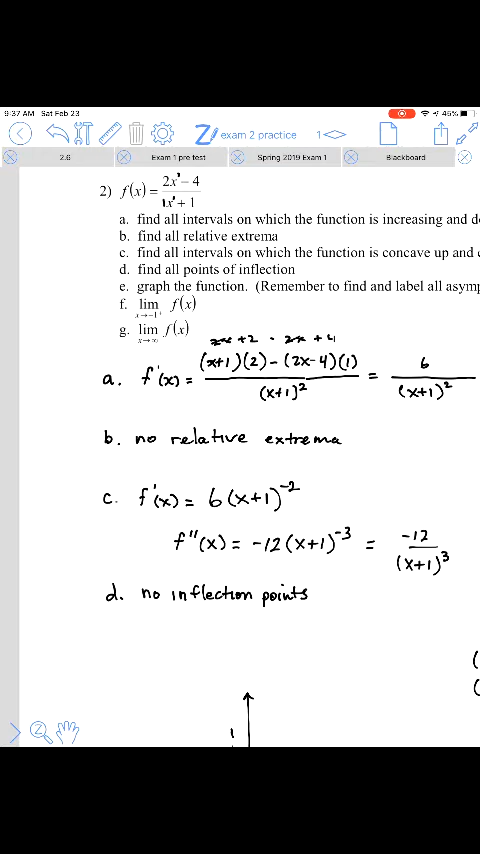 9:37 AM Sat Feb 23 46%
exam 2 practice 1
2.6 Exam 1 pre test Spring 2019 Exam 1 Blackboard
2) f(x) = (2x - 4)/(1x + 1)
a. find all intervals on which the function is increasing and d
b. find all relative extrema
c. find all intervals on which the function is concave up and
d. find all points of inflection
e. graph the function. (Remember to find and label all asym
f. lim x→-1⁺ f(x)
g. lim x→∞ f(x)
2x + 2 - 2x + 4
a. f'(x) = ((x+1)(2) - (2x-4)(1))/(x+1)² = 6/(x+1)²
b. no relative extrema
c. f'(x) = 6(x+1)⁻²
f"(x) = -12(x+1)⁻³ = -12/(x+1)³
d. no inflection points
(
(